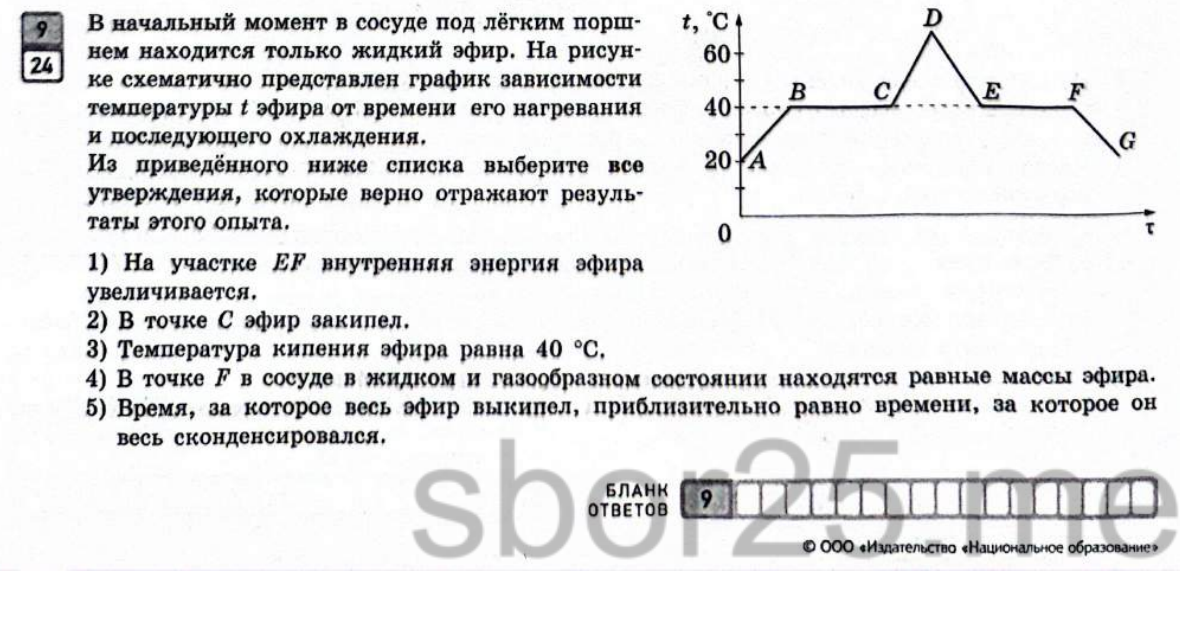 9
24
В начальный момент в сосуде под лёгким порш-
нем находится только жидкий эфир. На рисун-
ке схематично представлен график зависимости
температуры t эфира от времени его нагревания
и последующего охлаждения.
Из приведённого ниже списка выберите все
утверждения, которые верно отражают резуль-
таты этого опыта.
t, °C
60
40
20
0
A
B
C
D
E
F
G
τ
1) На участке EF внутренняя энергия эфира
увеличивается.
2) В точке C эфир закипел.
3) Температура кипения эфира равна 40 °C.
4) В точке F в сосуде в жидком и газообразном состоянии находятся равные массы эфира.
5) Время, за которое весь эфир выкипел, приблизительно равно времени, за которое он
весь сконденсировался.
БЛАНК
ОТВЕТОВ
9
sbor25.me
© ООО «Издательство «Национальное образование»